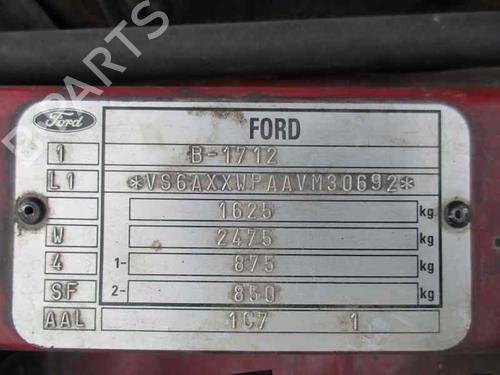 B PARTS
Ford
FORD
1 B-1712
L1 *VS6AXXWPAAVM30692*
1625 kg
W 2475 kg
4 1- 875 kg
SF 2- 850 kg
AAL 1C7 1